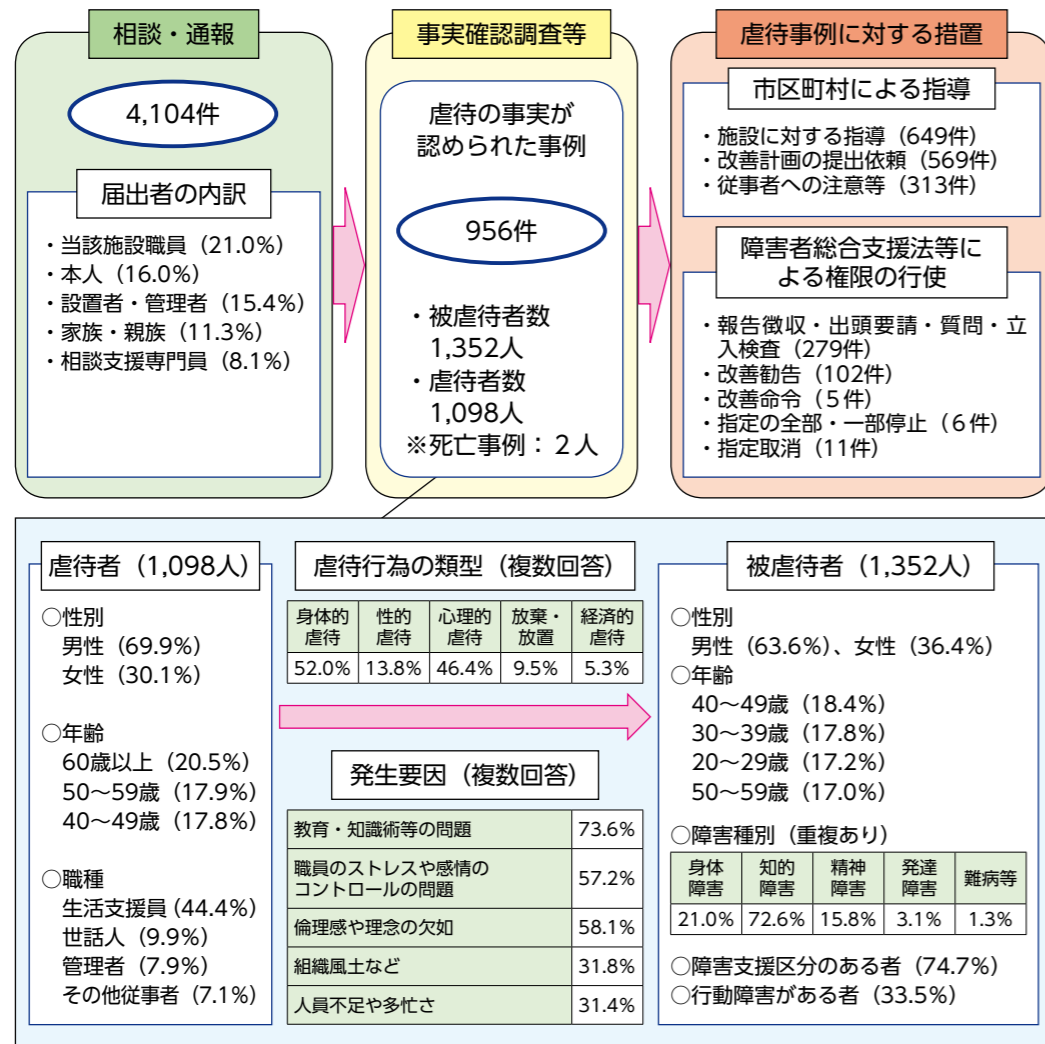 相談・通報
4,104件
届出者の内訳
・当該施設職員（21.0%）
・本人（16.0%）
・設置者・管理者（15.4%）
・家族・親族（11.3%）
・相談支援専門員（8.1%）
事実確認調査等
虐待の事実が
認められた事例
956件
・被虐待者数
1,352人
・虐待者数
1,098人
※死亡事例：２人
虐待事例に対する措置
市区町村による指導
・施設に対する指導（649件）
・改善計画の提出依頼（569件）
・従事者への注意等（313件）
障害者総合支援法等に
よる権限の行使
・報告徴収・出頭要請・質問・立
入検査（279件）
・改善勧告（102件）
・改善命令（５件）
・指定の全部・一部停止（６件）
・指定取消（11件）
虐待者（1,098人）
○性別
男性（69.9%）
女性（30.1%）
○年齢
60歳以上（20.5%）
50～59歳（17.9%）
40～49歳（17.8%）
○職種
生活支援員（44.4%）
世話人（9.9%）
管理者（7.9%）
その他従事者（7.1%）
虐待行為の類型（複数回答）
身体的虐待 性的虐待 心理的虐待 放棄・放置 経済的虐待
52.0% 13.8% 46.4% 9.5% 5.3%
発生要因（複数回答）
教育・知識術等の問題 73.6%
職員のストレスや感情の
コントロールの問題 57.2%
倫理感や理念の欠如 58.1%
組織風土など 31.8%
人員不足や多忙さ 31.4%
被虐待者（1,352人）
○性別
男性（63.6%）、女性（36.4%）
○年齢
40～49歳（18.4%）
30～39歳（17.8%）
20～29歳（17.2%）
50～59歳（17.0%）
○障害種別（重複あり）
身体障害 知的障害 精神障害 発達障害 難病等
21.0% 72.6% 15.8% 3.1% 1.3%
○障害支援区分のある者（74.7%）
○行動障害がある者（33.5%）